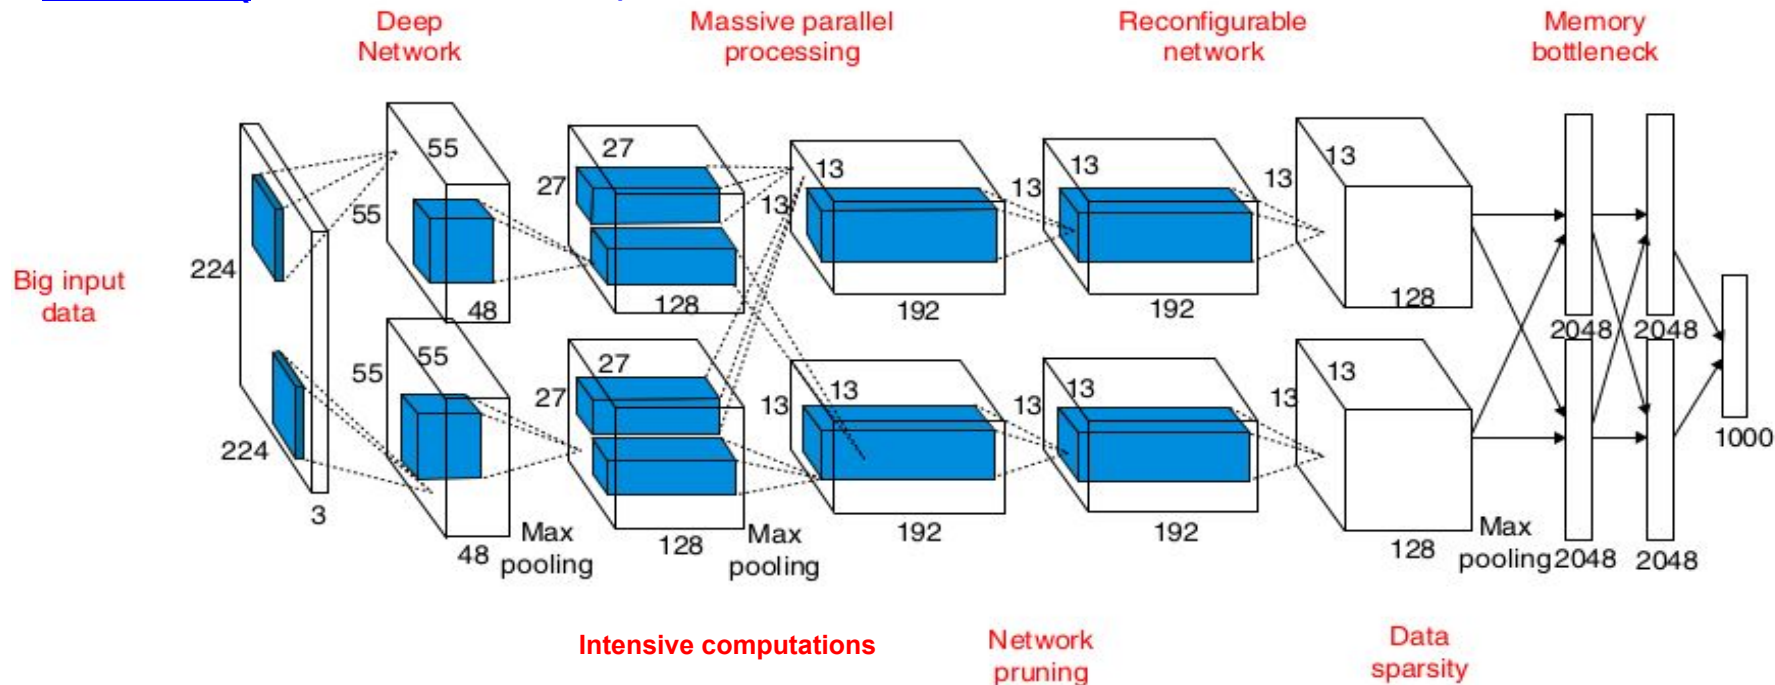 Deep
Network
Massive parallel
processing
Reconfigurable
network
Memory
bottleneck
Big input
data
224
224
3
55
55
48
55
55
48
Max
pooling
27
27
128
27
27
128
Max
pooling
13
13
192
13
13
192
13
13
192
13
13
192
13
13
128
13
13
128
Max
pooling
2048
2048
2048
2048
1000
Intensive computations
Network
pruning
Data
sparsity